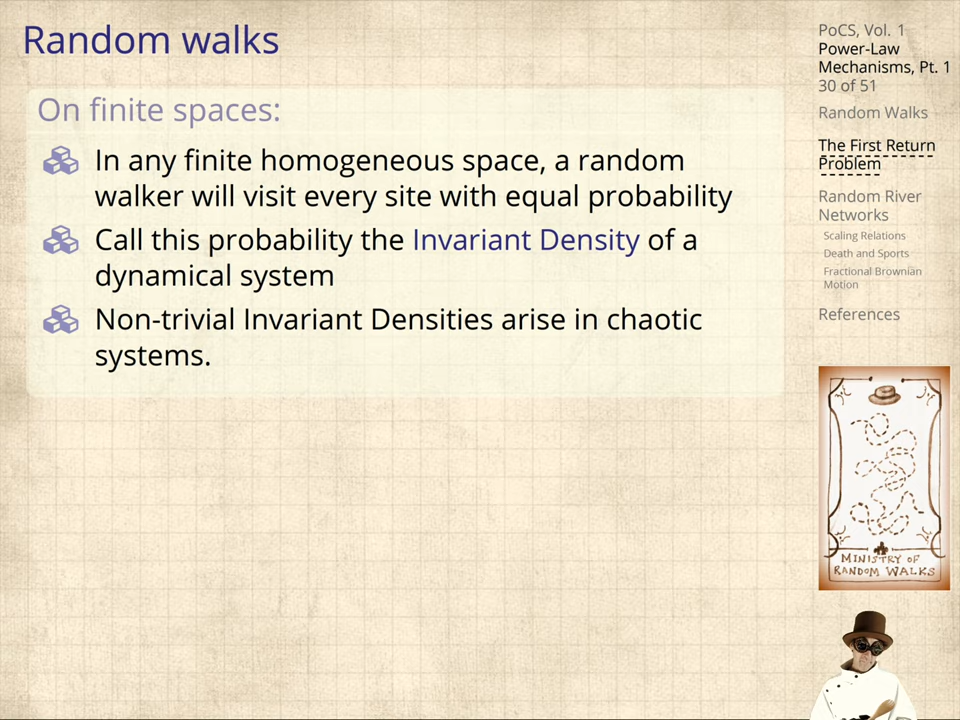 Random walks
On finite spaces:
In any finite homogeneous space, a random
walker will visit every site with equal probability
Call this probability the Invariant Density of a
dynamical system
Non-trivial Invariant Densities arise in chaotic
systems.
PoCS, Vol. 1
Power-Law
Mechanisms, Pt. 1
30 of 51
Random Walks
The First Return
Problem
Random River
Networks
Scaling Relations
Death and Sports
Fractional Brownian
Motion
References
MINISTRY OF
RANDOM WALKS